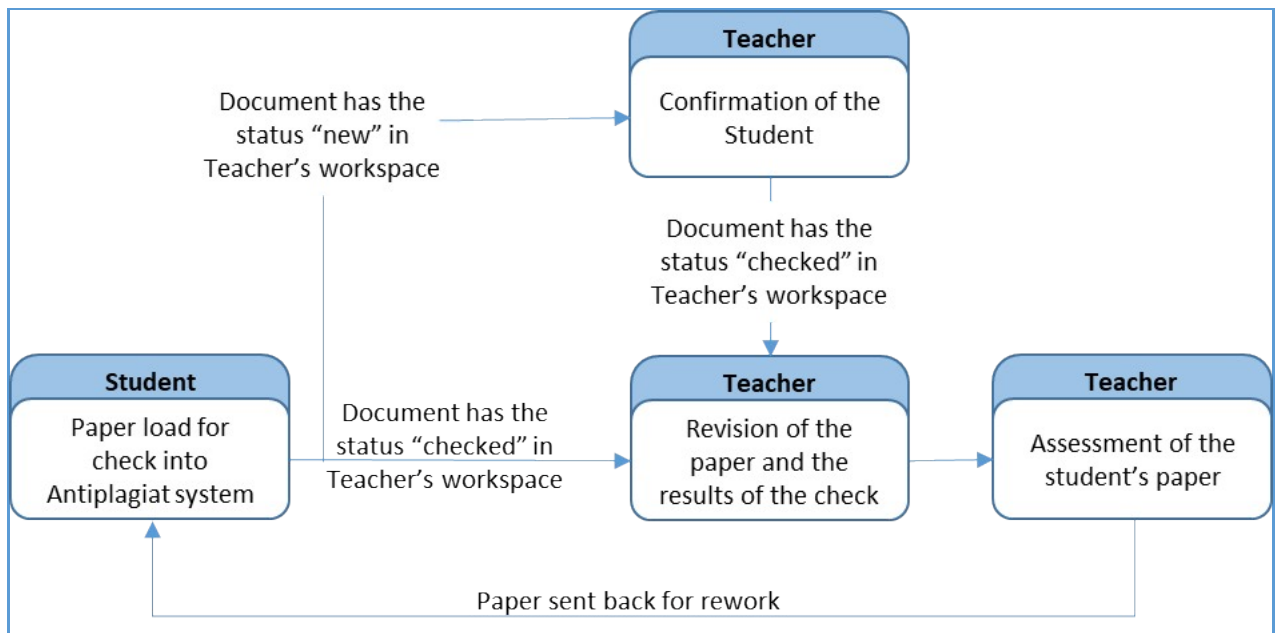 Teacher
Confirmation of the
Student
Document has the
status “new” in
Teacher’s workspace
Document has the
status “checked” in
Teacher’s workspace
Student
Paper load for
check into
Antiplagiat system
Document has the
status “checked” in
Teacher’s workspace
Teacher
Revision of the
paper and the
results of the check
Teacher
Assessment of the
student’s paper
Paper sent back for rework